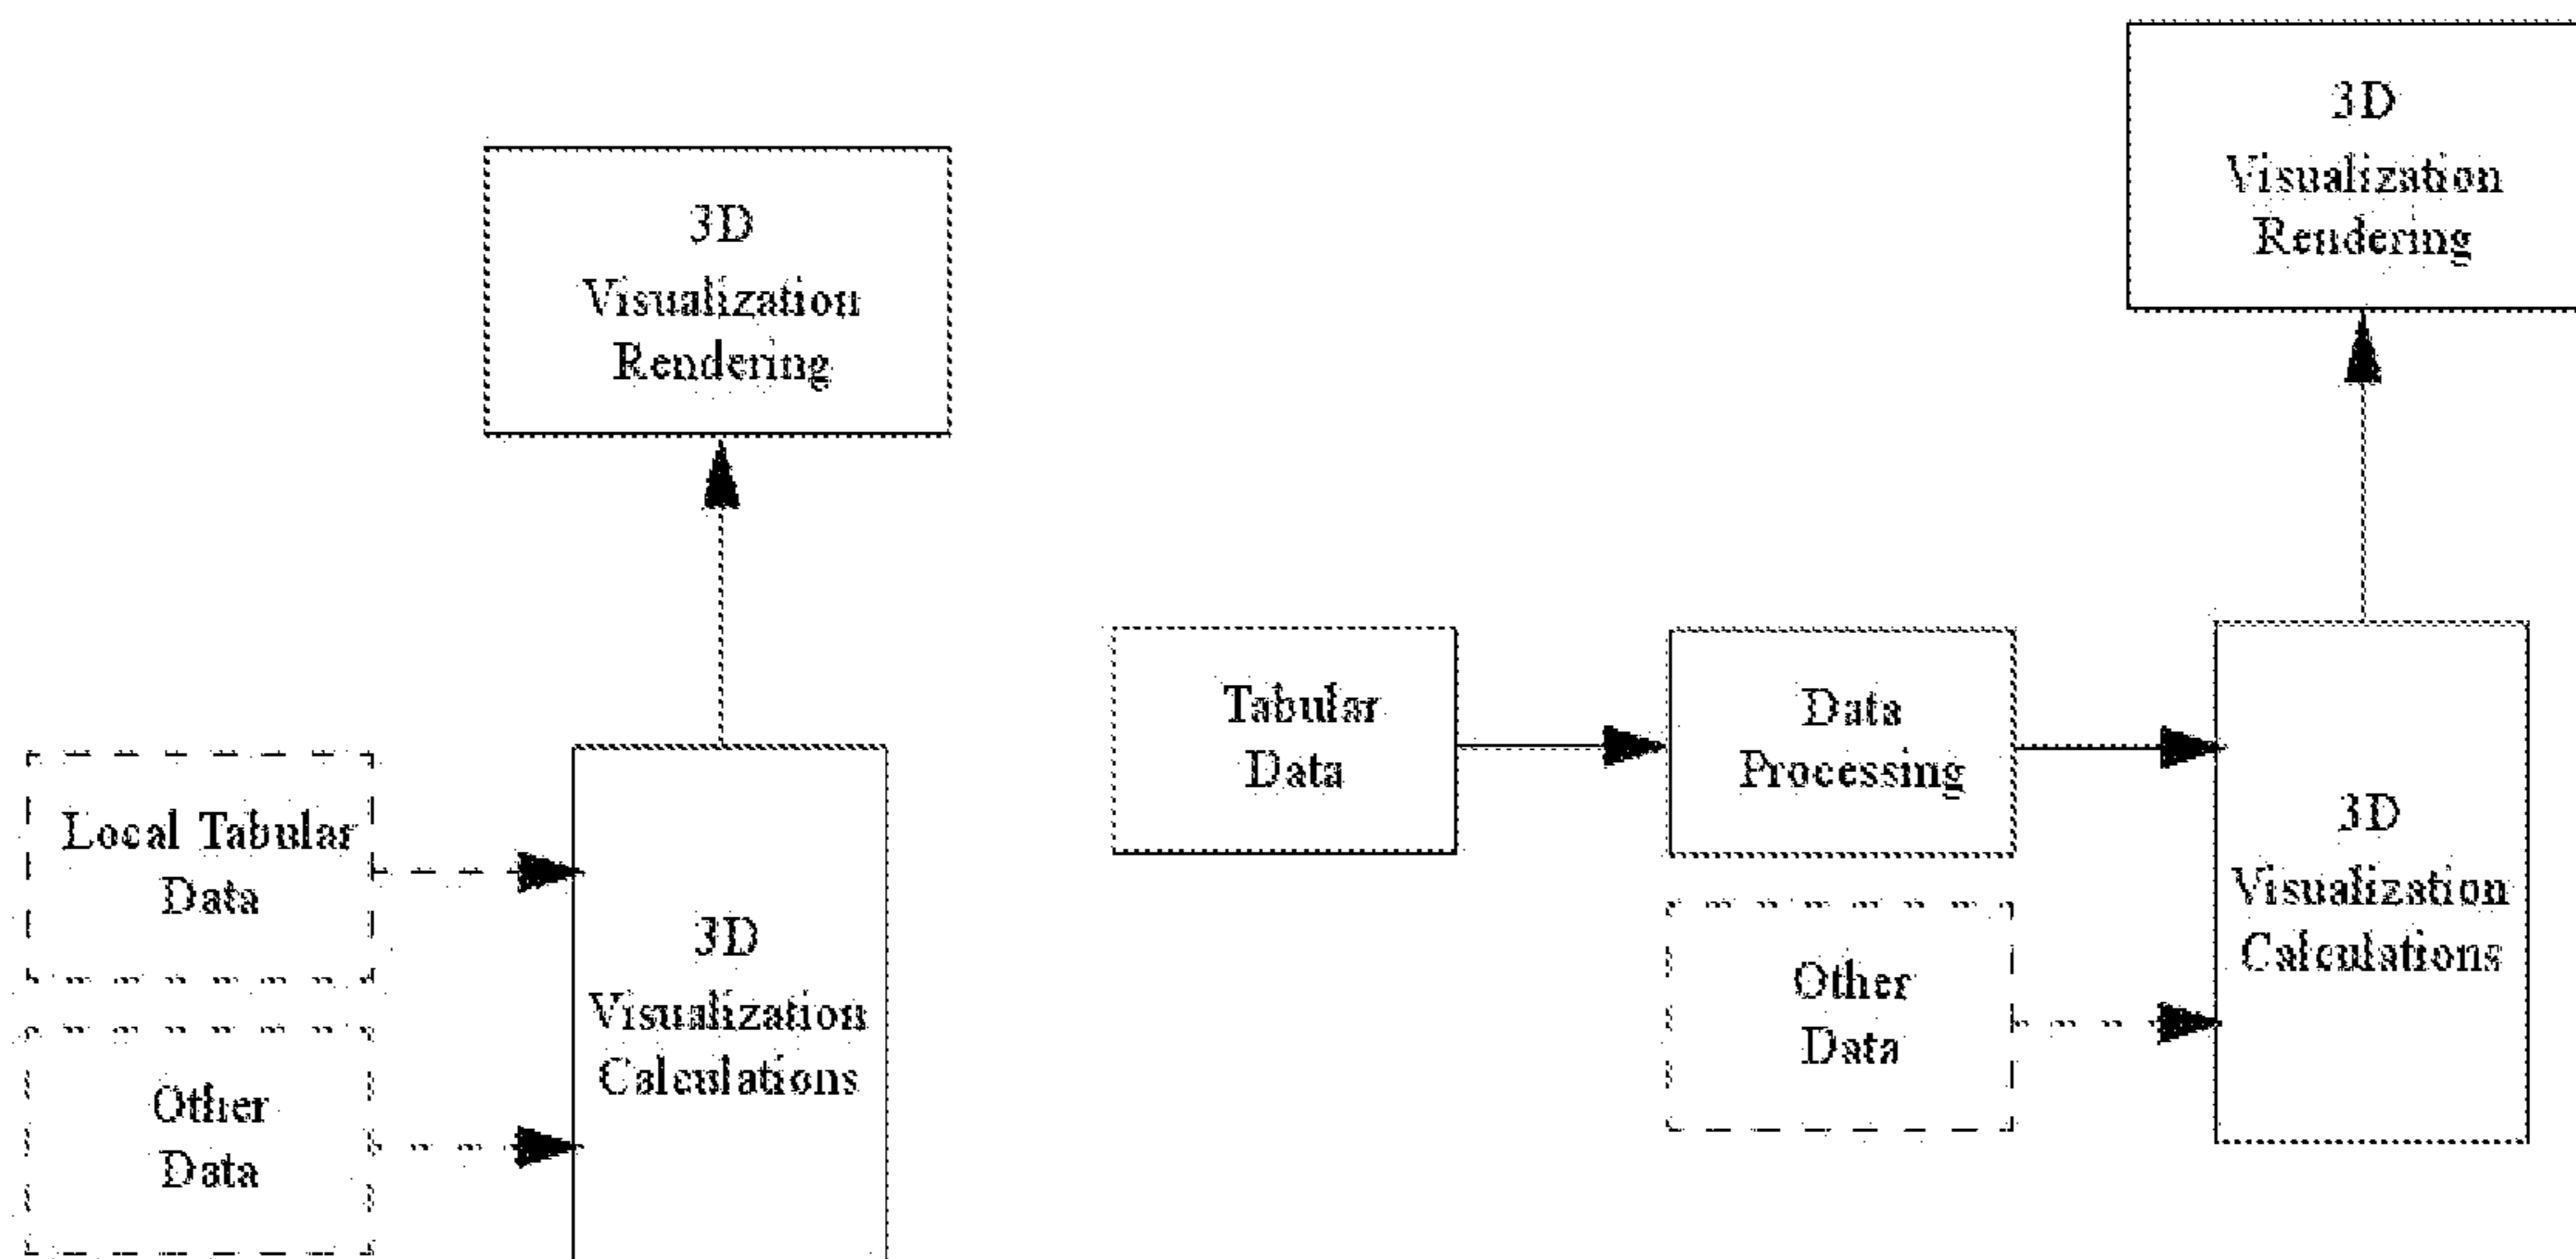 3D
Visualization
Rendering
Local Tabular
Data
Other
Data
3D
Visualization
Calculations
3D
Visualization
Rendering
Tabular
Data
Data
Processing
Other
Data
3D
Visualization
Calculations